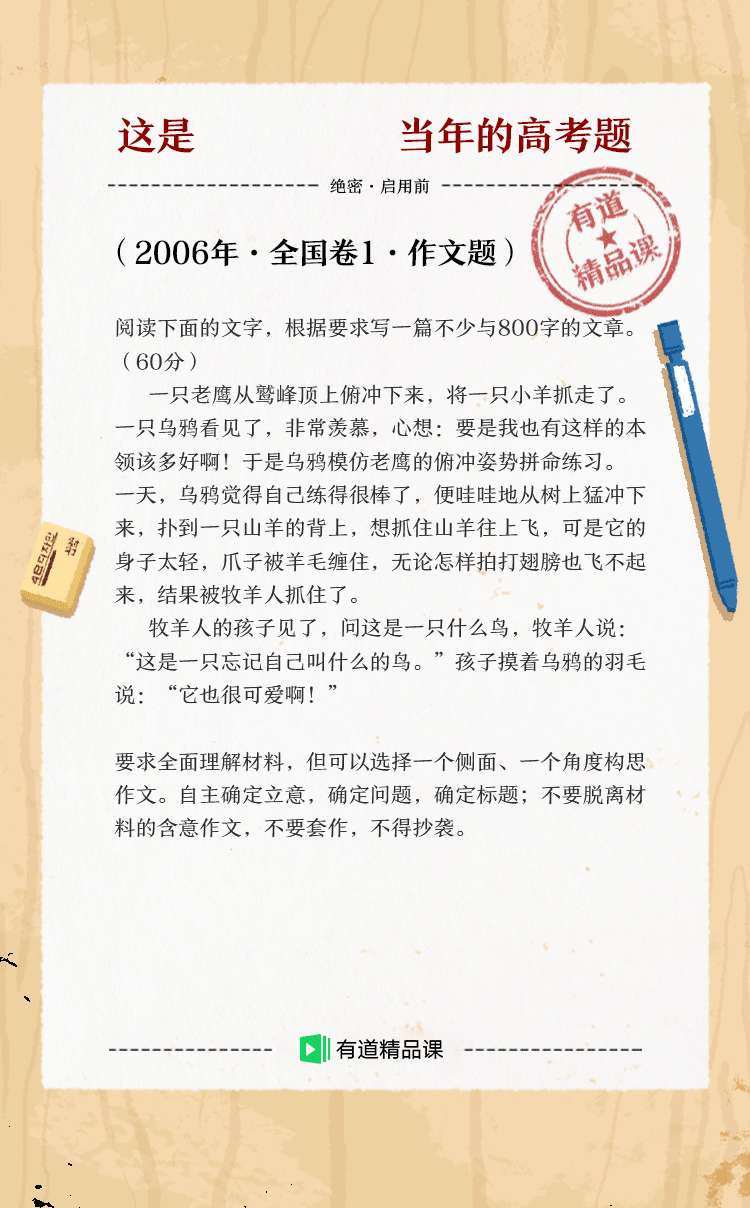 这是 当年的高考题
绝密·启用前
有道
精品课
（2006年·全国卷1·作文题）
阅读下面的文字，根据要求写一篇不少与800字的文章。
（60分）
一只老鹰从鹫峰顶上俯冲下来，将一只小羊抓走了。
一只乌鸦看见了，非常羡慕，心想：要是我也有这样的本
领该多好啊！于是乌鸦模仿老鹰的俯冲姿势拼命练习。
一天，乌鸦觉得自己练得很棒了，便哇哇地从树上猛冲下
来，扑到一只山羊的背上，想抓住山羊往上飞，可是它的
身子太轻，爪子被羊毛缠住，无论怎样拍打翅膀也飞不起
来，结果被牧羊人抓住了。
牧羊人的孩子见了，问这是一只什么鸟，牧羊人说：
“这是一只忘记自己叫什么的鸟。”孩子摸着乌鸦的羽毛
说：“它也很可爱啊！”
要求全面理解材料，但可以选择一个侧面、一个角度构思
作文。自主确定立意，确定问题，确定标题；不要脱离材
料的含意作文，不要套作，不得抄袭。
有道精品课